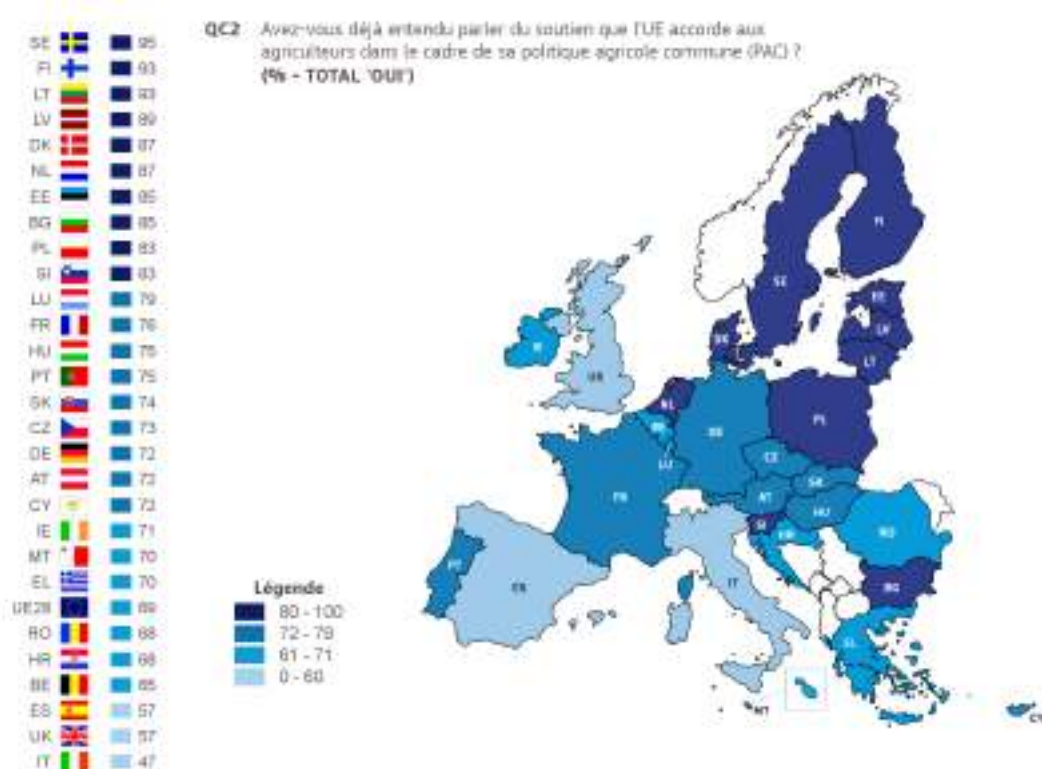 QC2 Avez-vous déjà entendu parler du soutien que l'UE accorde aux
agriculteurs dans le cadre de sa politique agricole commune (PAC) ?
(% - TOTAL 'OUI')
SE 95
FI 93
LT 93
LV 89
DK 87
NL 87
EE 85
BG 85
PL 83
SI 83
LU 79
FR 76
HU 75
PT 75
SK 74
CZ 73
DE 72
AT 72
CY 72
IE 71
MT 70
EL 70
UE28 69
RO 68
HR 68
BE 65
ES 57
UK 57
IT 47
Légende
80 - 100
72 - 79
61 - 71
0 - 60
FI
SE
EE
LV
LT
DK
IE
UK
NL
PL
BE
DE
LU
CZ
SK
FR
AT
HU
SI
HR
RO
PT
ES
IT
BG
EL
MT
CY